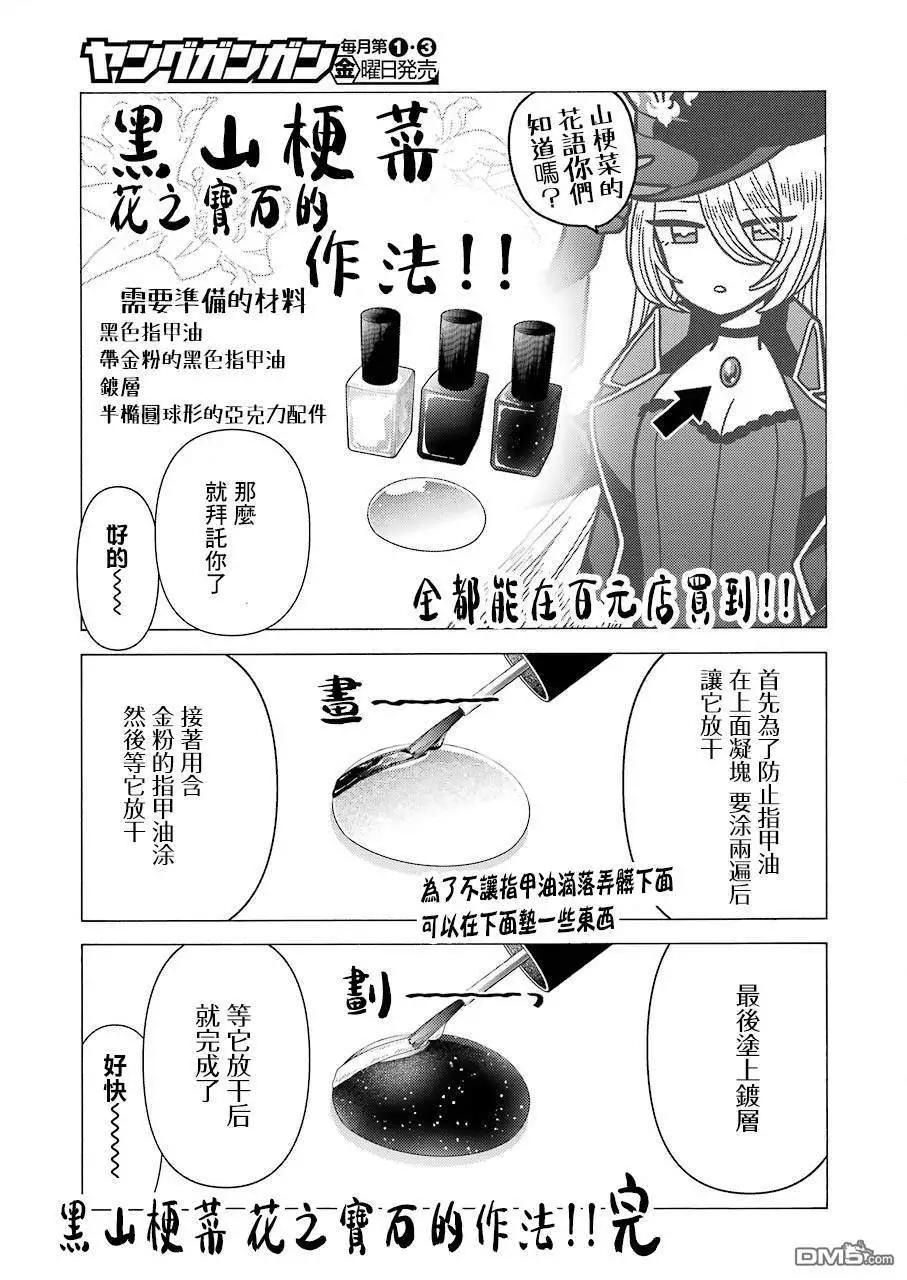 ヤングガンガン
毎月第1・3
金曜日発売
黑山梗菜
花之寶石的
作法!!
山梗菜的
花語你們
知道嗎?
需要準備的材料
黑色指甲油
帶金粉的黑色指甲油
鍍層
半橢圓球形的亞克力配件
那麼
就拜託你了
好的~
全都能在百元店買到!!
首先為了防止指甲油
在上面凝塊 要涂兩遍后
讓它放干
畫——
接著用含
金粉的指甲油涂
然後等它放干
為了不讓指甲油滴落弄髒下面
可以在下面墊一些東西
最後塗上鍍層
劃——,
等它放干后
就完成了
好快~
黑山梗菜花之寶石的作法!!完
DM5.com